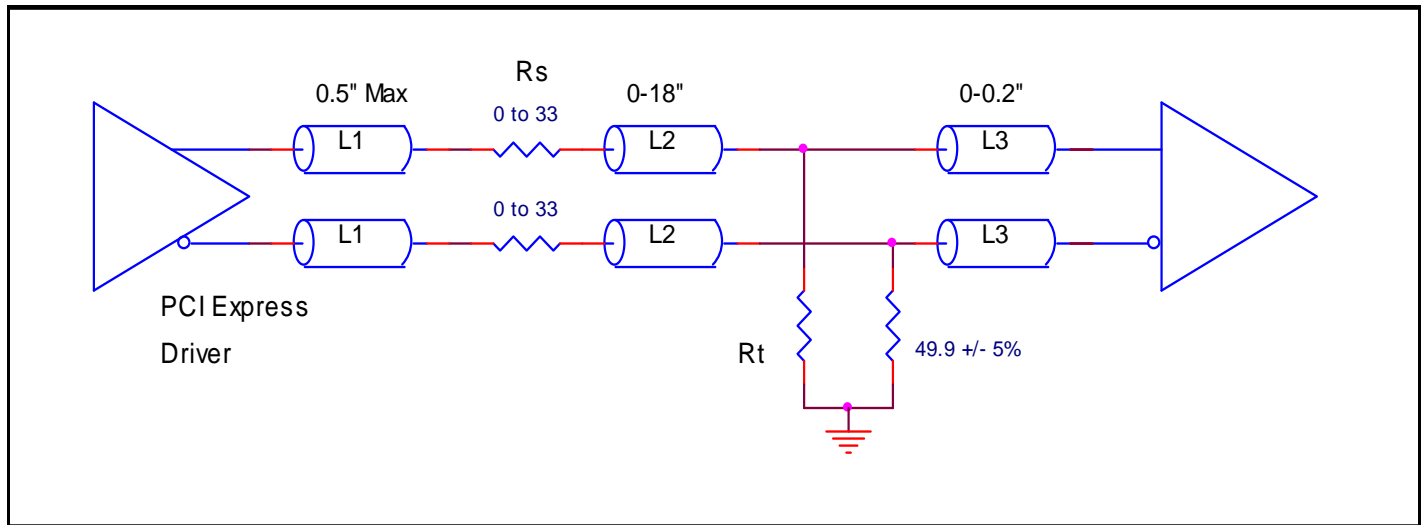 Rs
0.5" Max
0-18"
0-0.2"
0 to 33
L1
L2
L3
0 to 33
L1
L2
L3
PCI Express
Driver
Rt
49.9 +/- 5%